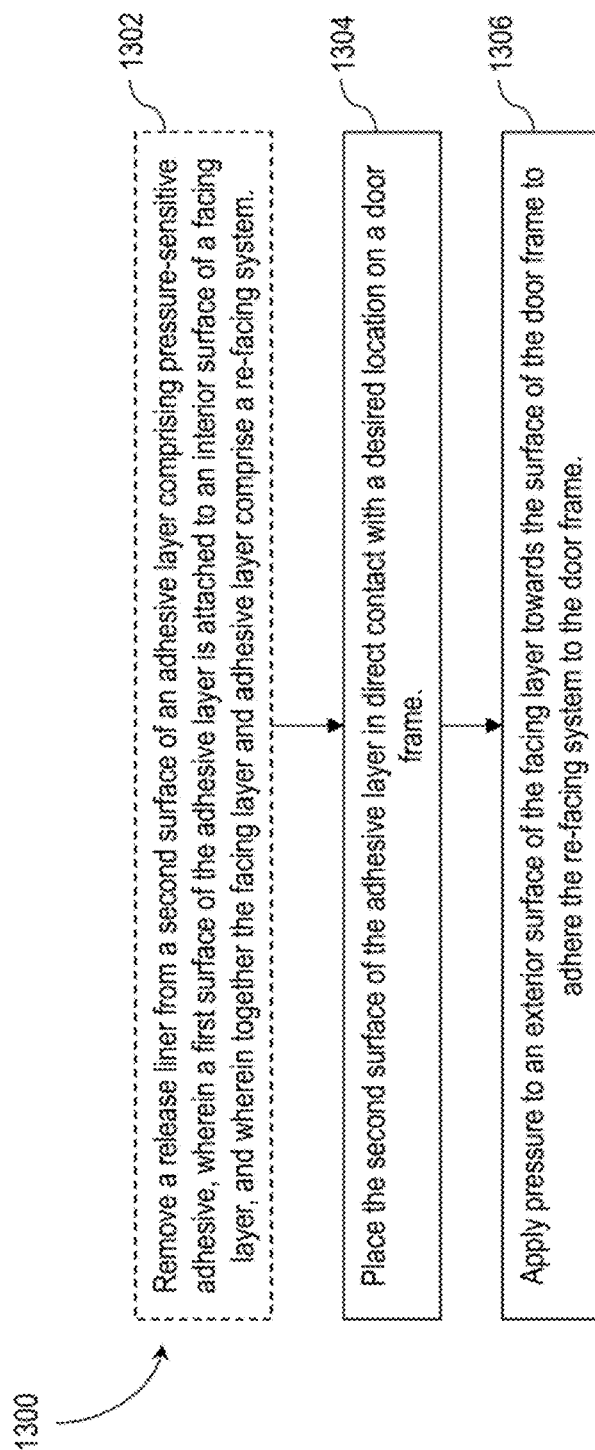 1300
Remove a release liner from a second surface of an adhesive layer comprising pressure-sensitive
adhesive, wherein a first surface of the adhesive layer is attached to an interior surface of a facing
layer, and wherein together the facing layer and adhesive layer comprise a re-facing system.
1302
Place the second surface of the adhesive layer in direct contact with a desired location on a door
frame.
1304
Apply pressure to an exterior surface of the facing layer towards the surface of the door frame to
adhere the re-facing system to the door frame.
1306